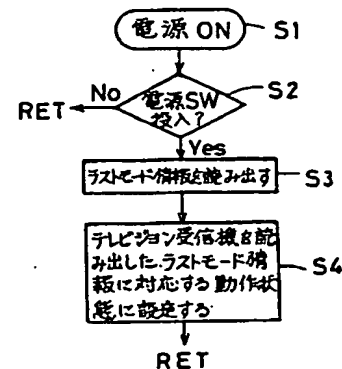 電源ON
S1
電源SW
投入?
S2
No
RET
Yes
ラストモード情報を読み出す
S3
テレビジョン受信機を読
み出した、ラストモード情
報に対応する動作状
態に設定する
S4
RET